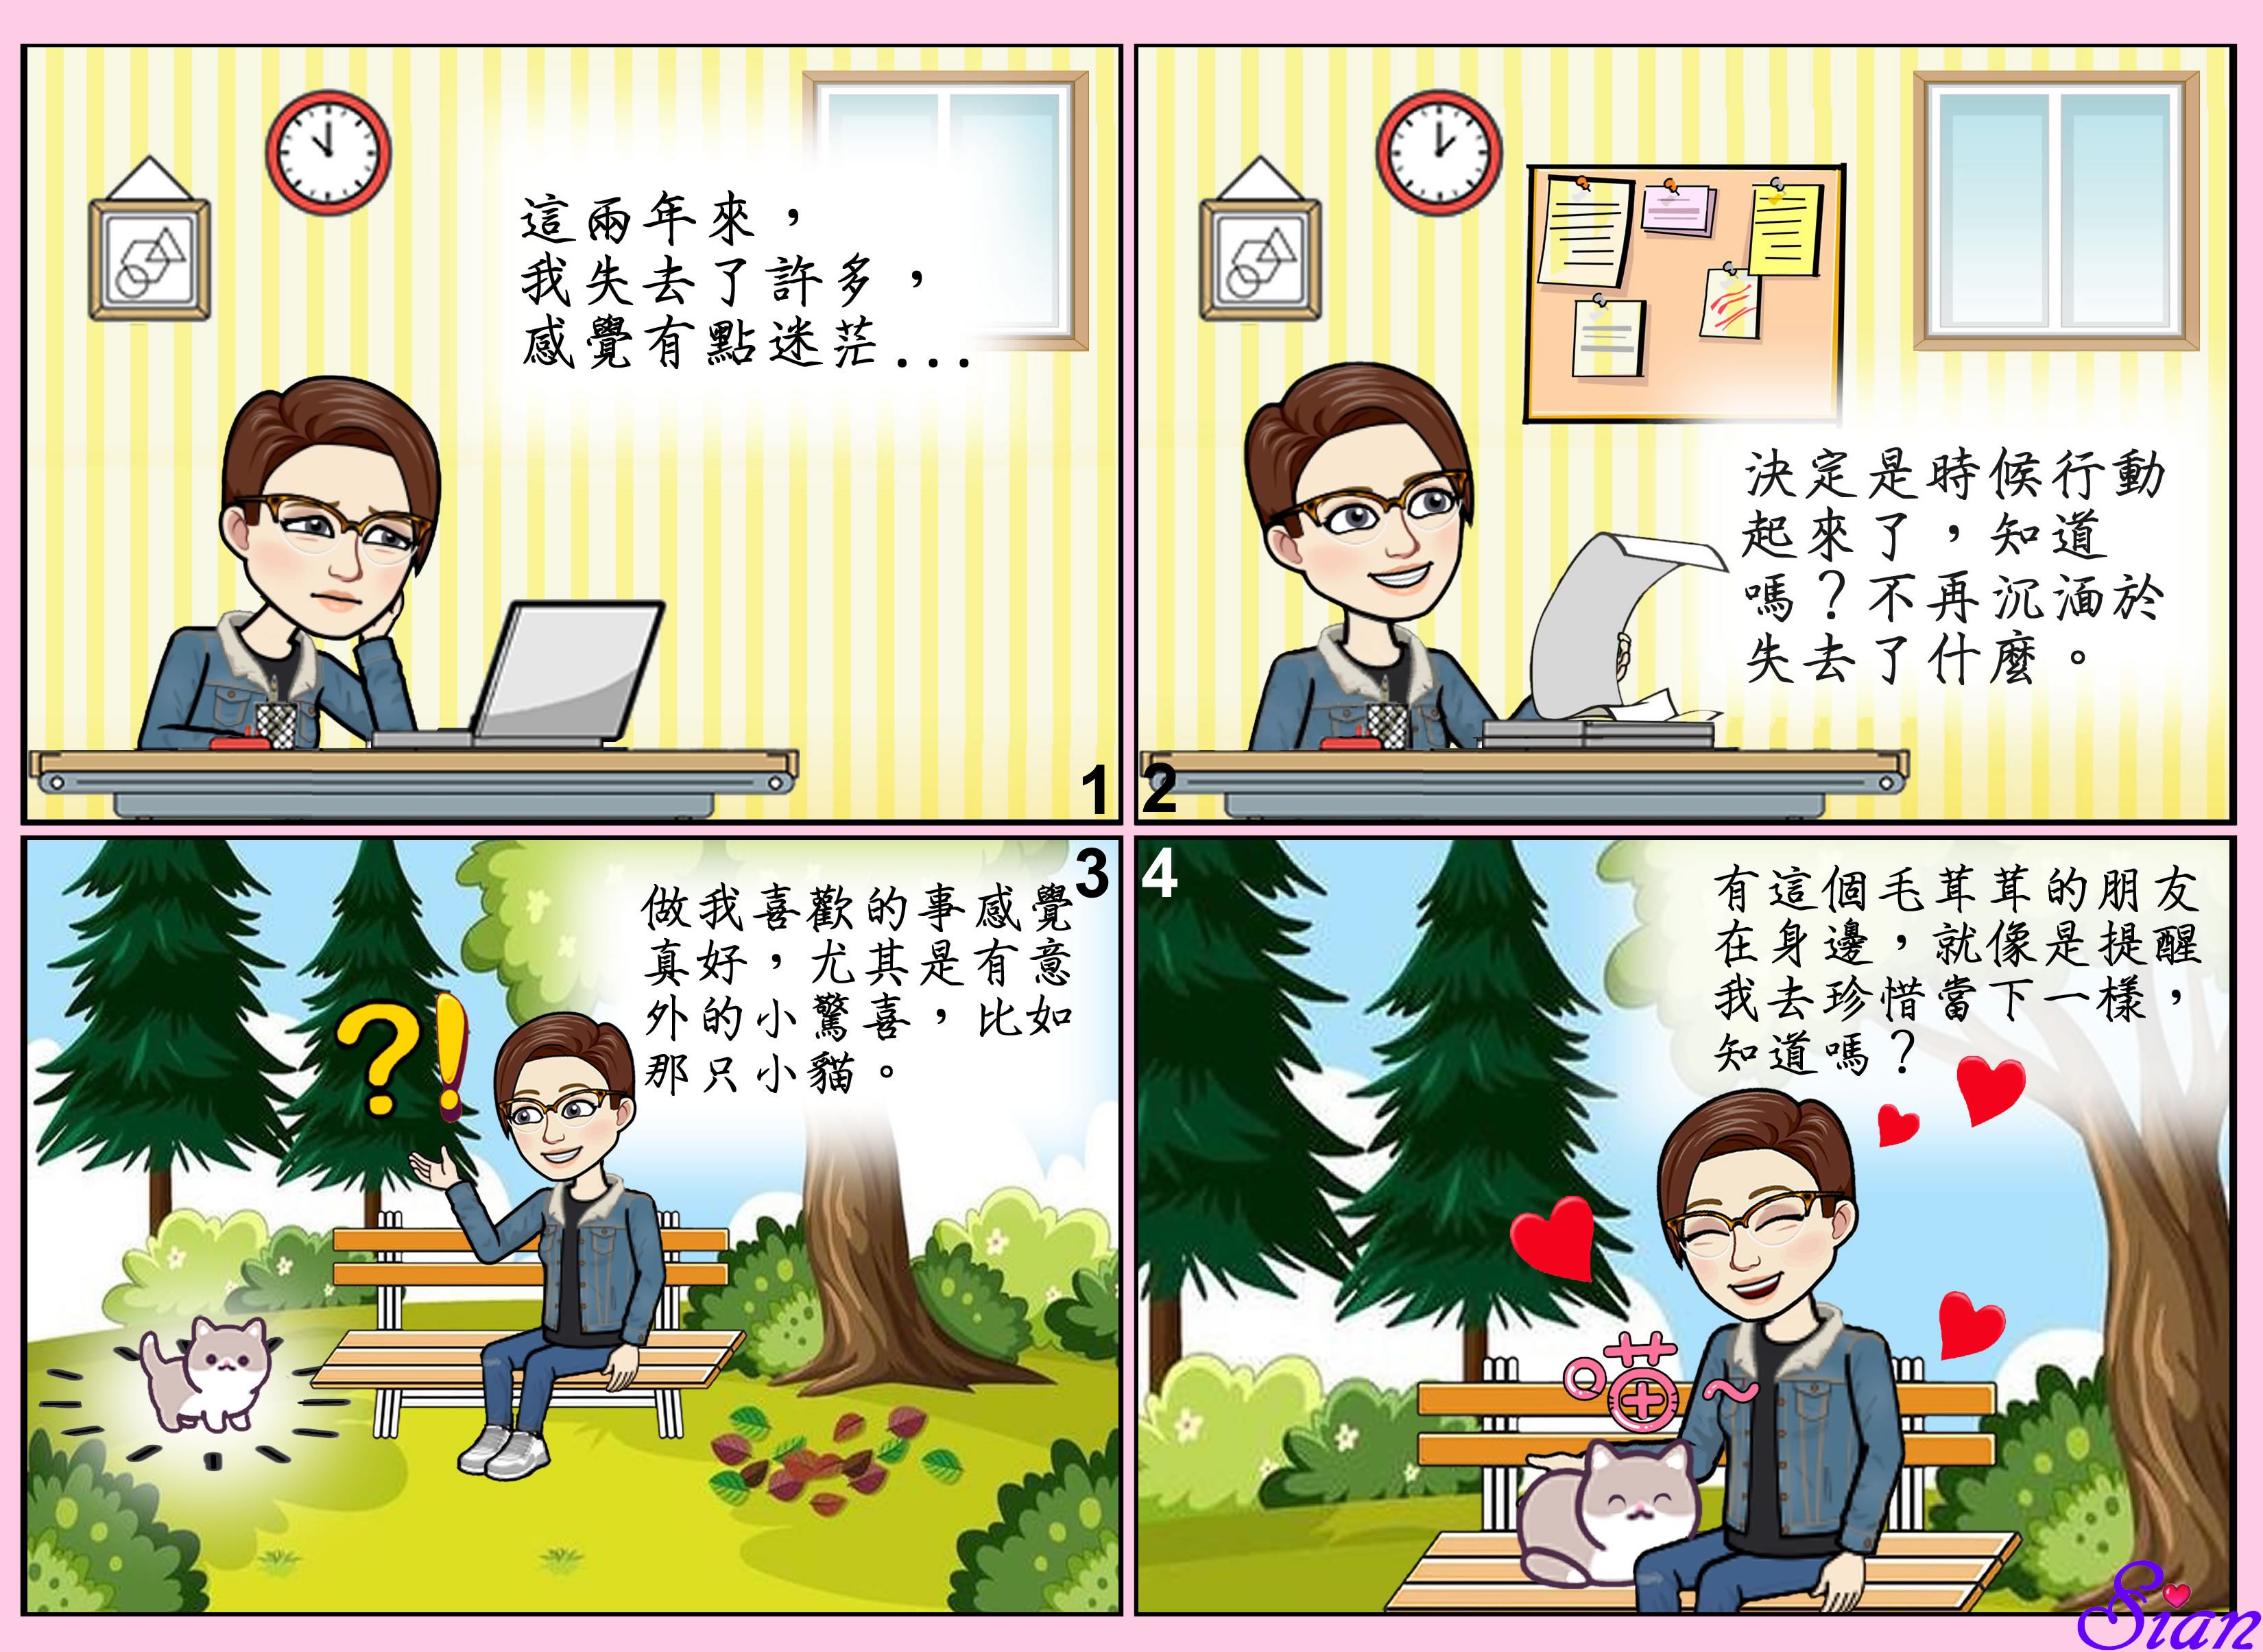 這兩年來，
我失去了許多，
感覺有點迷茫...
1
決定是時候行動
起來了，知道
嗎？不再沉湎於
失去了什麼。
2
3
做我喜歡的事感覺
真好，尤其是有意
外的小驚喜，比如
那只小貓。
?!
4
有這個毛茸茸的朋友
在身邊，就像是提醒
我去珍惜當下一樣，
知道嗎？
喵~
Sian